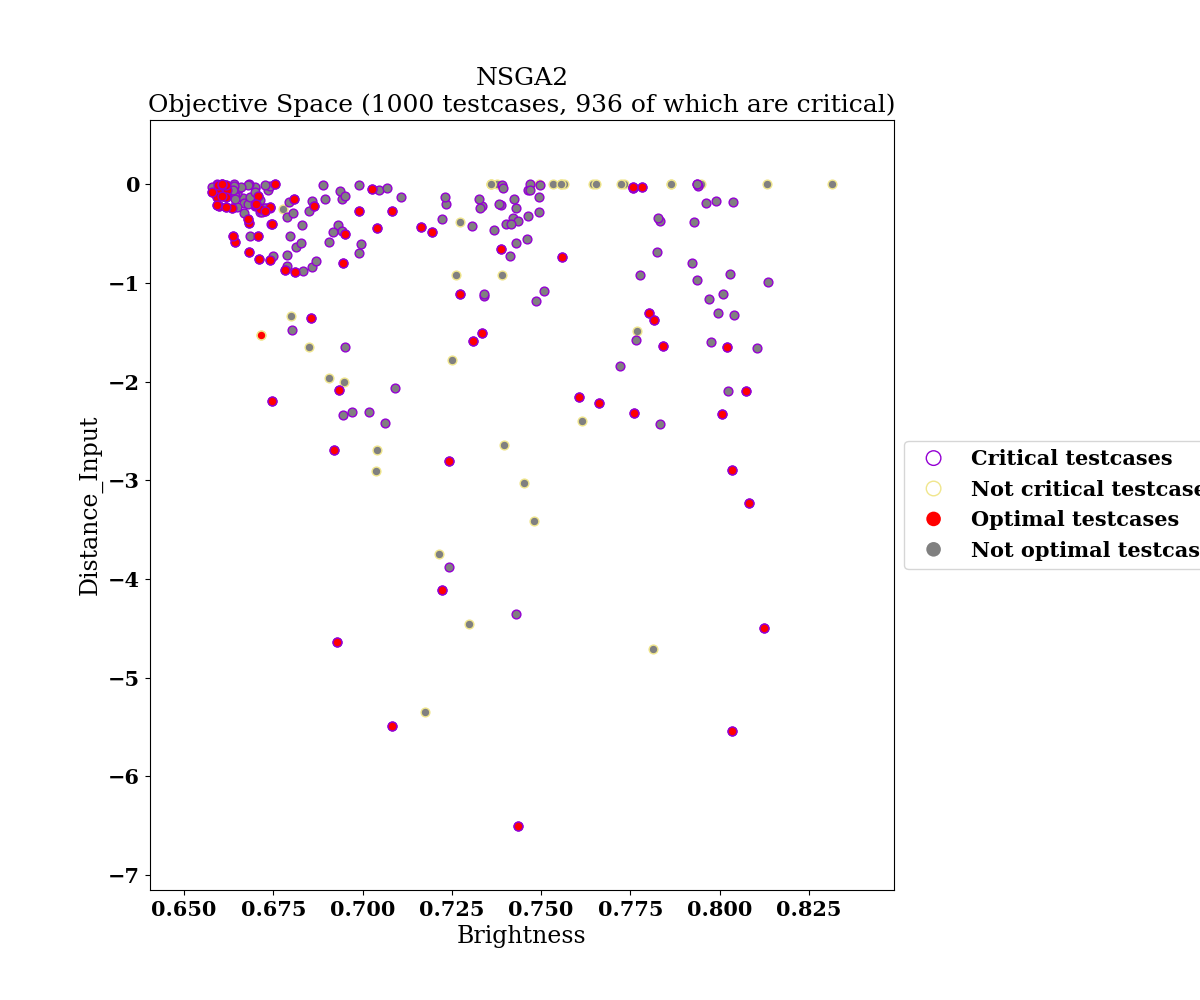 NSGA2
Objective Space (1000 testcases, 936 of which are critical)
0
−1
−2
−3
−4
−5
−6
−7
Distance_Input
0.650 0.675 0.700 0.725 0.750 0.775 0.800 0.825
Brightness
Critical testcases
Not critical testcase
Optimal testcases
Not optimal testcas